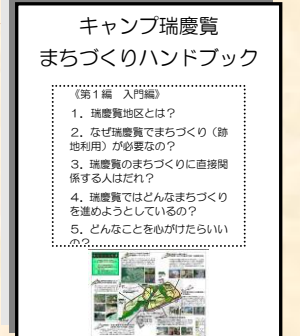 キャンプ瑞慶覧
まちづくりハンドブック
《第１編　入門編》
１．瑞慶覧地区とは？
２．なぜ瑞慶覧でまちづくり（跡
地利用）が必要なの？
３．瑞慶覧のまちづくりに直接関
係する人はだれ？
４．瑞慶覧ではどんなまちづくり
を進めようとしているの？
５．どんなことを心がけたらいい
の？